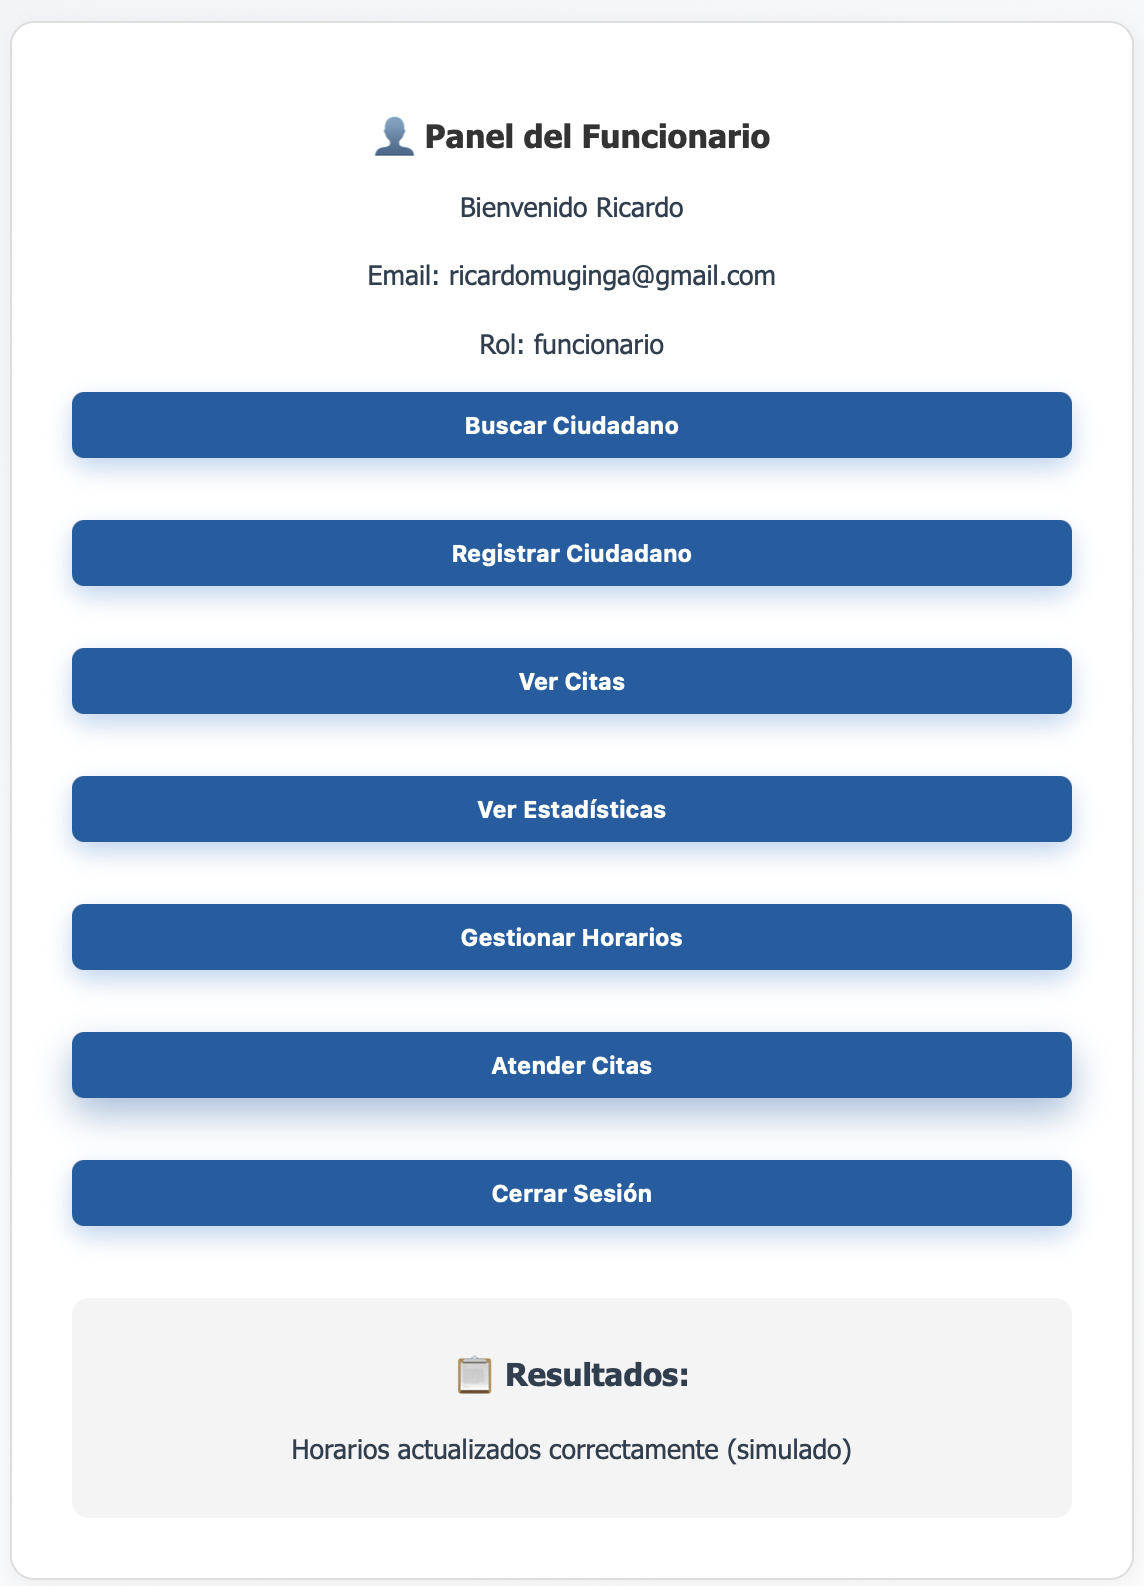 Panel del Funcionario
Bienvenido Ricardo
Email: ricardomuginga@gmail.com
Rol: funcionario
Buscar Ciudadano
Registrar Ciudadano
Ver Citas
Ver Estadísticas
Gestionar Horarios
Atender Citas
Cerrar Sesión
Resultados:
Horarios actualizados correctamente (simulado)